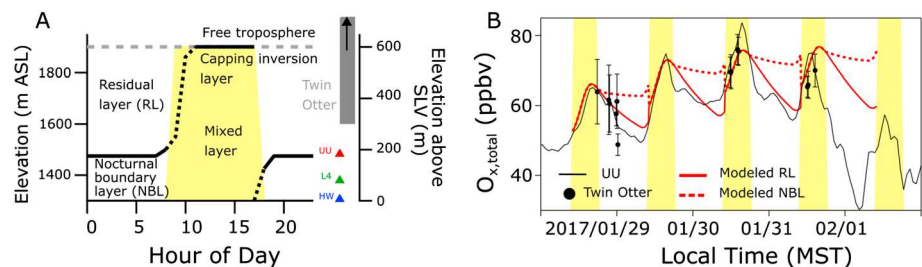 A
Free troposphere
Capping inversion
layer
Residual
layer (RL)
Mixed
layer
Nocturnal
boundary
layer (NBL)
1800
1600
1400
Elevation (m ASL)
0
5
10
15
20
Hour of Day
Twin
Otter
UU
L4
HW
600
400
200
0
Elevation above
SLV (m)
B
80
60
40
Ox,total
(ppbv)
UU
Twin Otter
Modeled RL
Modeled NBL
2017/01/29
01/30
01/31
02/01
Local Time (MST)